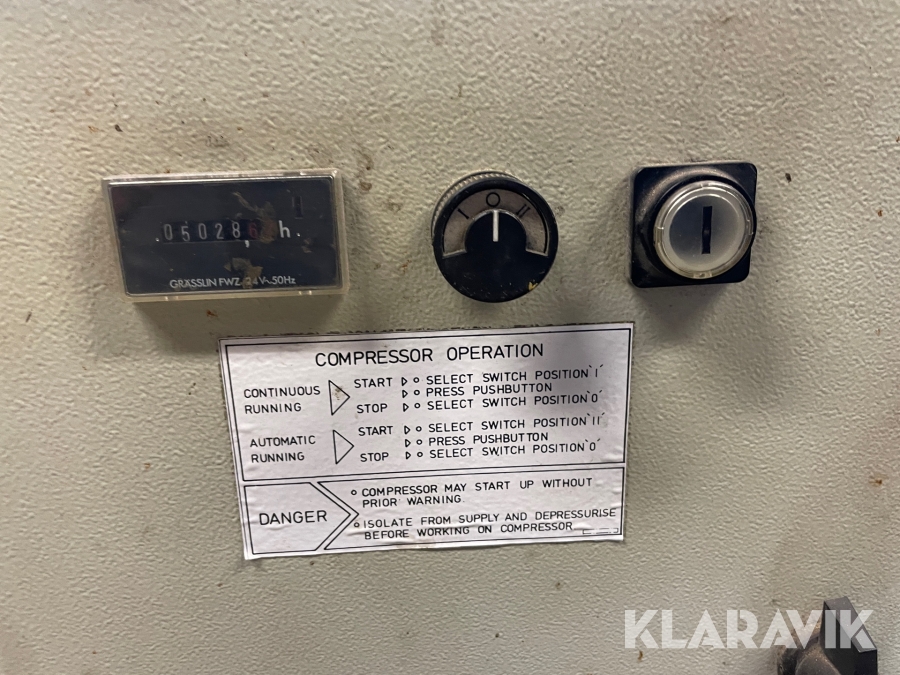 05028 h
GRÄSSLIN FWZ 24V~50Hz
I O II
I
COMPRESSOR OPERATION
CONTINUOUS RUNNING START SELECT SWITCH POSITION`I´
PRESS PUSHBUTTON
STOP SELECT SWITCH POSITION`O´
AUTOMATIC RUNNING START SELECT SWITCH POSITION`II´
PRESS PUSHBUTTON
STOP SELECT SWITCH POSITION`O´
DANGER
COMPRESSOR MAY START UP WITHOUT
PRIOR WARNING.
ISOLATE FROM SUPPLY AND DEPRESSURISE
BEFORE WORKING ON COMPRESSOR
KLARAVIK